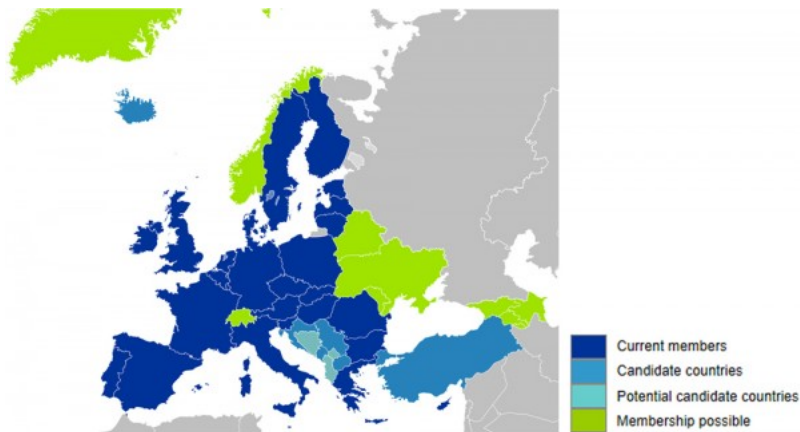 Current members
Candidate countries
Potential candidate countries
Membership possible